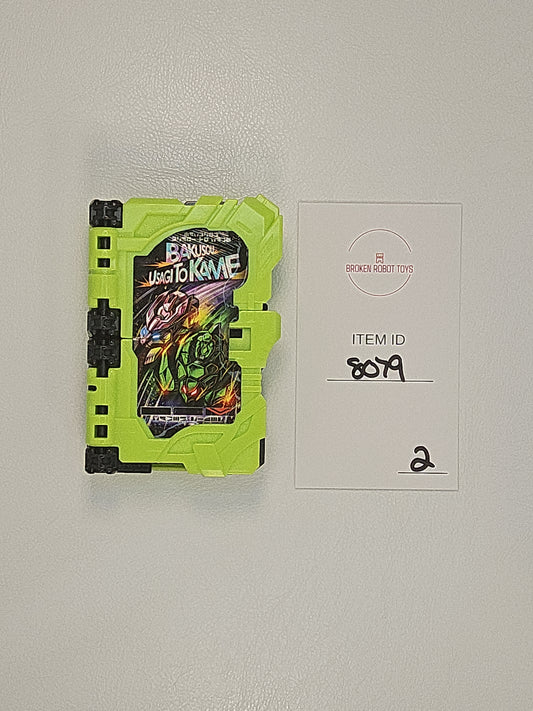 BAKUSOU
USAGI TO KAME
BROKEN ROBOT TOYS
ITEM ID
8079
2